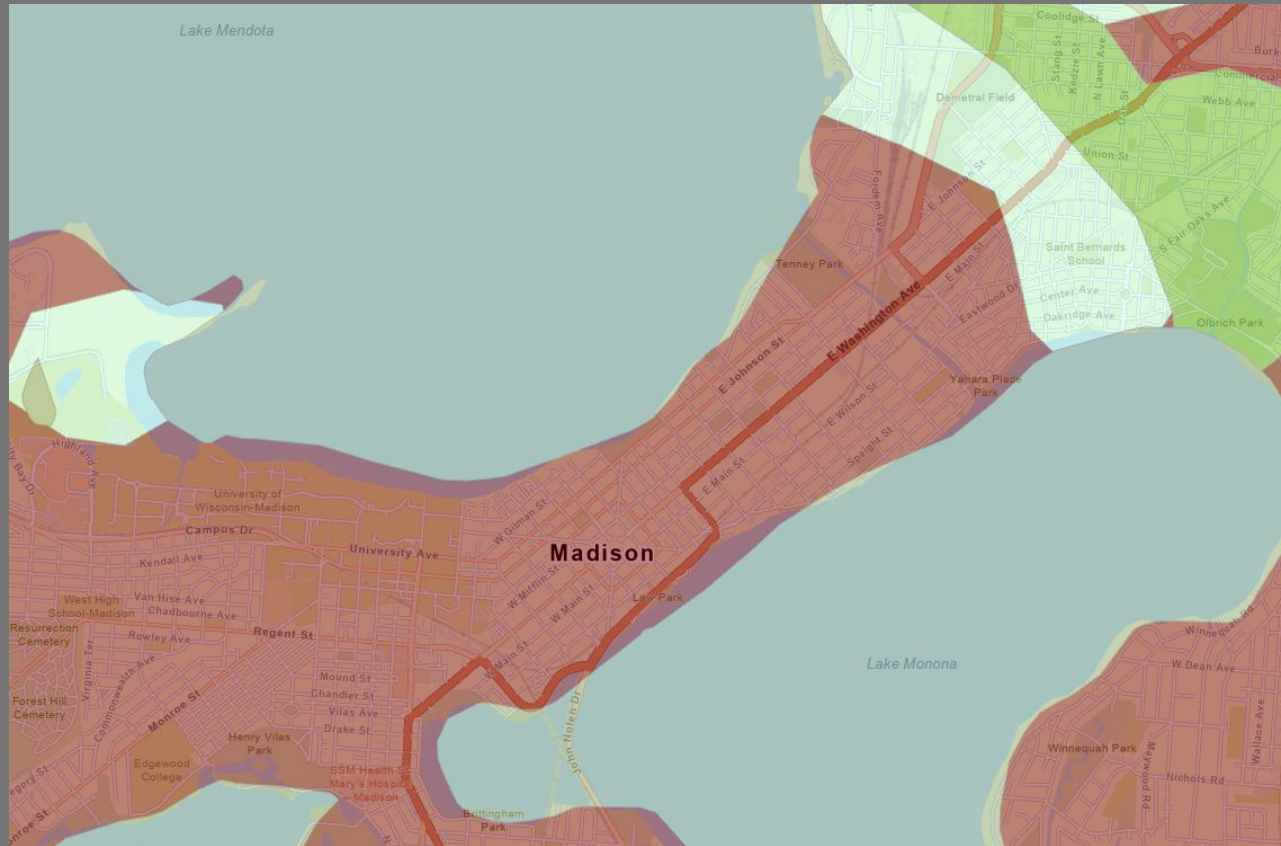 Lake Mendota
Coolidge St
Stang St
Kedzie St
N Lawn Ave
Oak St
Commercial
Webb Ave
Demetral Field
Union St
Fordem Ave
E Johnson St
S Fair Oaks Ave
Tenney Park
E Main St
Saint Bernards
School
Eastwood Dr
Center Ave
Oakridge Ave
Olbrich Park
E Washington Ave
E Johnson St
Yahara Place
Park
E Wilson St
Spaight St
E Main St
Highland
Ave
University of
Wisconsin-Madison
W Gilman St
Campus Dr
University Ave
Madison
Kendall Ave
W Mifflin St
W Main St
Law Park
West High
School-Madison
Van Hise Ave
Chadbourne Ave
Resurrection
Cemetery
Rowley Ave
Regent St
Virginia Ter
Commonwealth Ave
W Main St
Mound St
Chandler St
Vilas Ave
Drake St
Monroe St
Forest Hill
Cemetery
Henry Vilas
Park
Edgewood
College
SSM Health
Mary's Hospit
– Madison
Brittingham
Park
John Nolen Dr
Lake Monona
Winnequah Rd
W Dean Ave
Wallace Ave
Winnequah Park
Maywood Rd
Nichols Rd